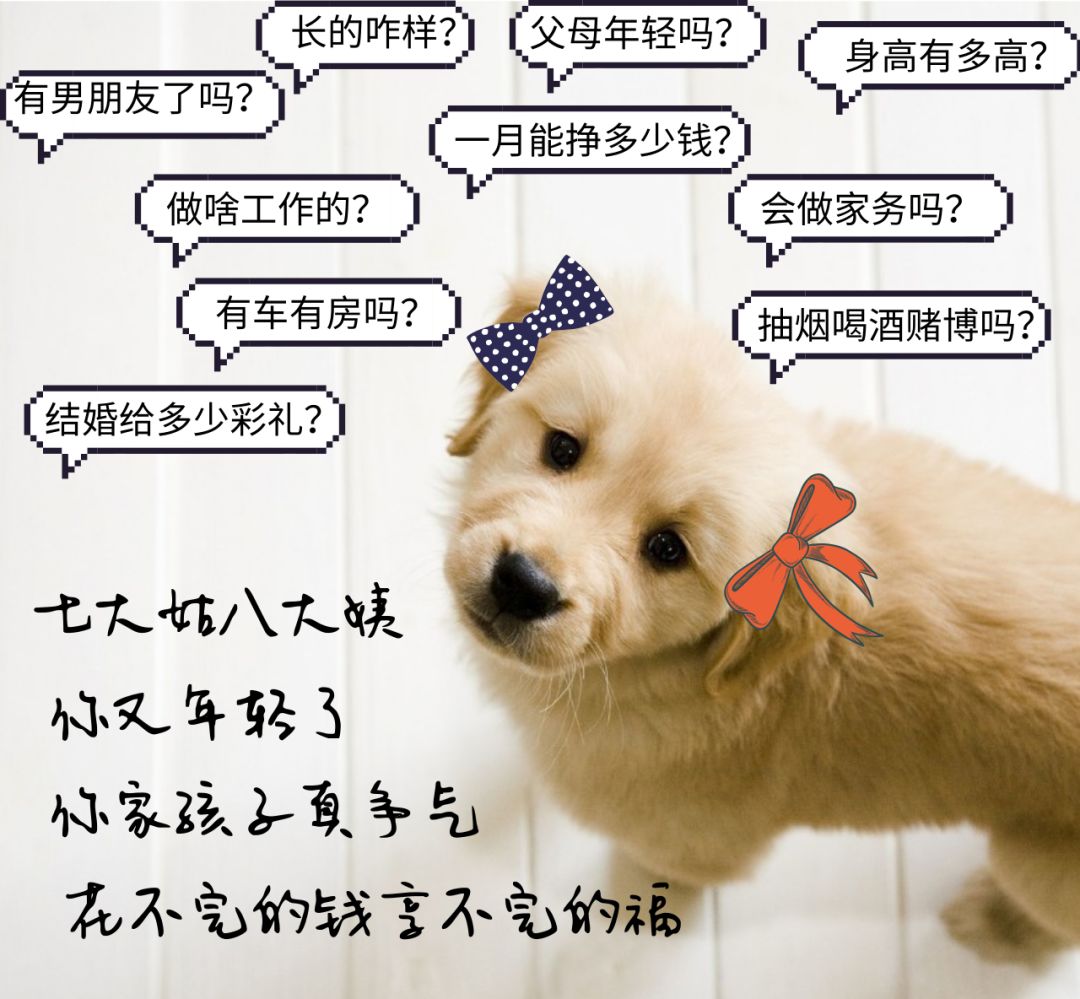 长的咋样？
父母年轻吗？
身高有多高？
有男朋友了吗？
一月能挣多少钱？
做啥工作的？
会做家务吗？
有车有房吗？
抽烟喝酒赌博吗？
结婚给多少彩礼？
七大姑八大姨
你又年轻了
你家孩子真争气
花不完的钱享不完的福